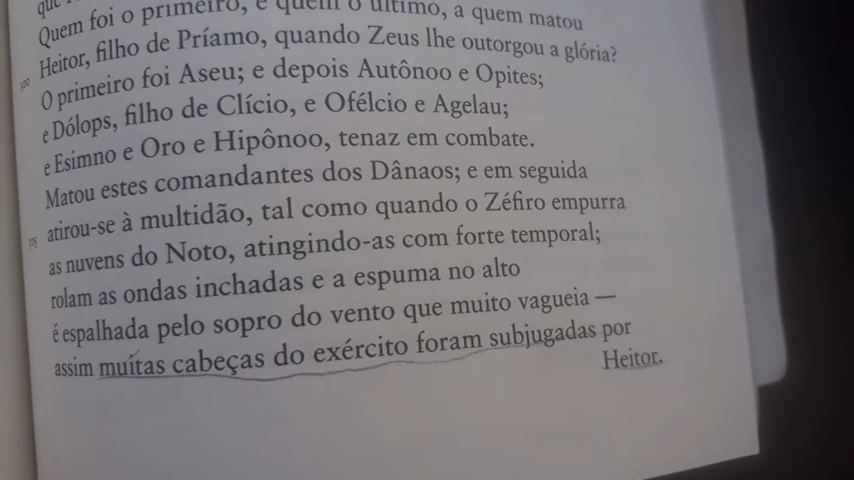 que
Quem foi o primeiro, e quem o último, a quem matou
Heitor, filho de Príamo, quando Zeus lhe outorgou a glória?
300
O primeiro foi Aseu; e depois Autônoo e Opites;
e Dólops, filho de Clício, e Ofélcio e Agelau;
e Esimno e Oro e Hipônoo, tenaz em combate.
Matou estes comandantes dos Dânaos; e em seguida
305 atirou-se à multidão, tal como quando o Zéfiro empurra
as nuvens do Noto, atingindo-as com forte temporal;
rolam as ondas inchadas e a espuma no alto
é espalhada pelo sopro do vento que muito vagueia —
assim muitas cabeças do exército foram subjugadas por
Heitor.